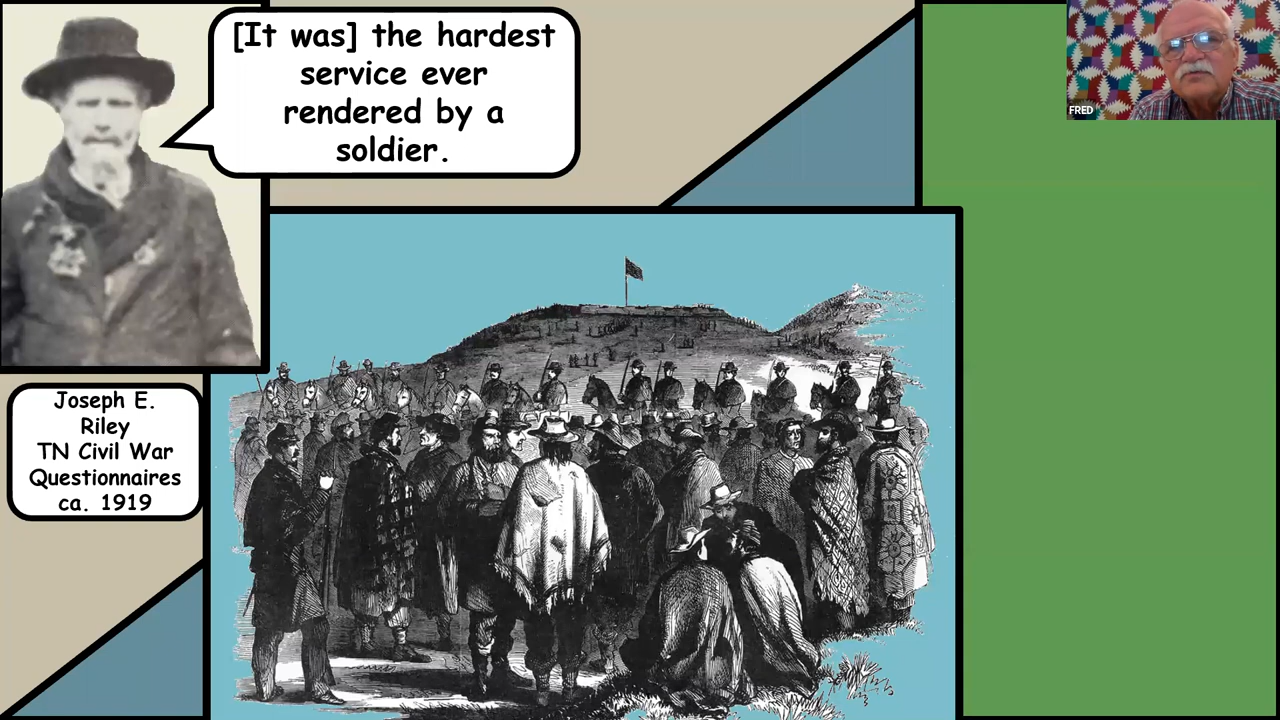 [It was] the hardest
service ever
rendered by a
soldier.
FRED
Joseph E.
Riley
TN Civil War
Questionnaires
ca. 1919